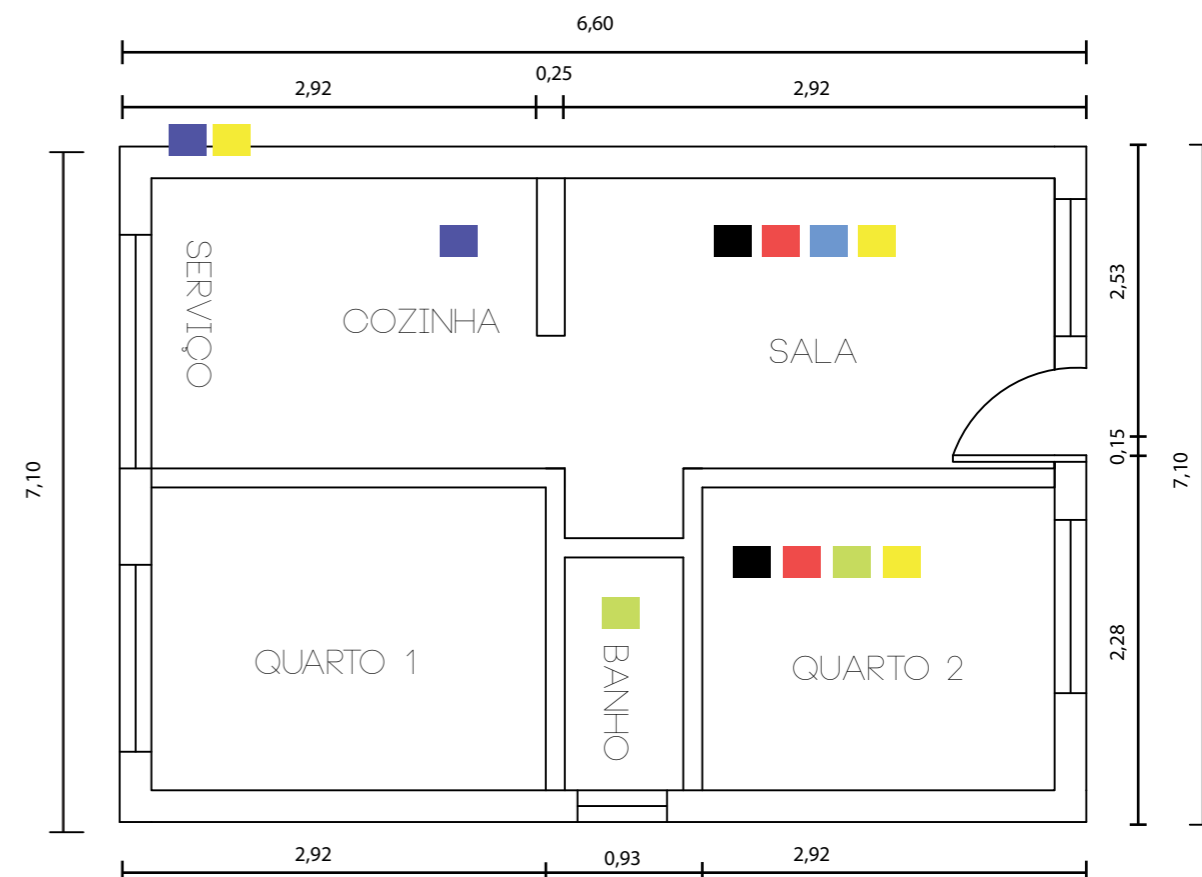 6,60
2,92
0,25
2,92
SERVIÇO
COZINHA
SALA
2,53
0,15
7,10
7,10
QUARTO 1
BANHO
QUARTO 2
2,28
2,92
0,93
2,92